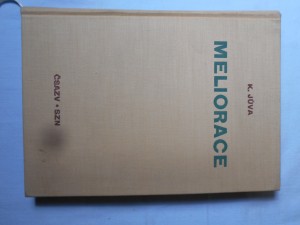 K. JŮVA
MELIORACE
ČSAZV • SZN